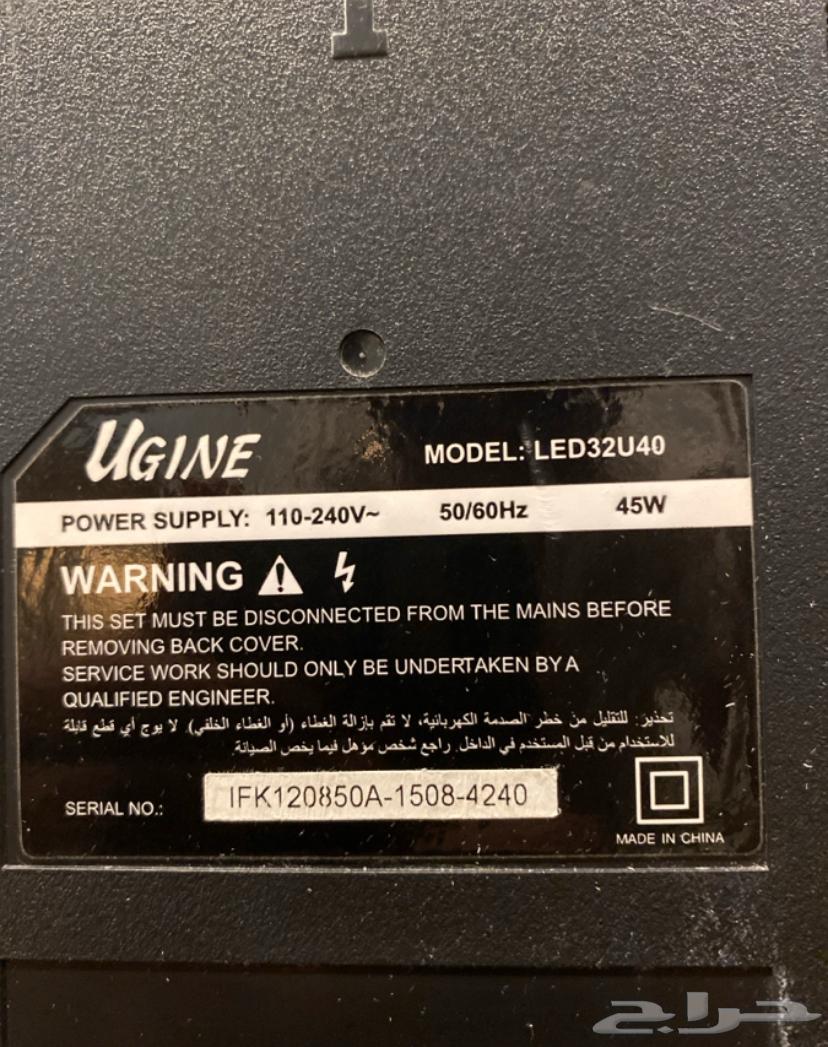 UGINE
MODEL: LED32U40
POWER SUPPLY: 110-240V~ 50/60Hz 45W
WARNING
THIS SET MUST BE DISCONNECTED FROM THE MAINS BEFORE
REMOVING BACK COVER.
SERVICE WORK SHOULD ONLY BE UNDERTAKEN BY A
QUALIFIED ENGINEER.
تحذير: للتقليل من خطر الصدمة الكهربائية، لا تقم بإزالة الغطاء (أو الغطاء الخلفي). لا يوج أي قطع قابلة
للاستخدام من قبل المستخدم في الداخل. راجع شخص مؤهل فيما يخص الصيانة.
SERIAL NO.: IFK120850A-1508-4240
MADE IN CHINA
حراج